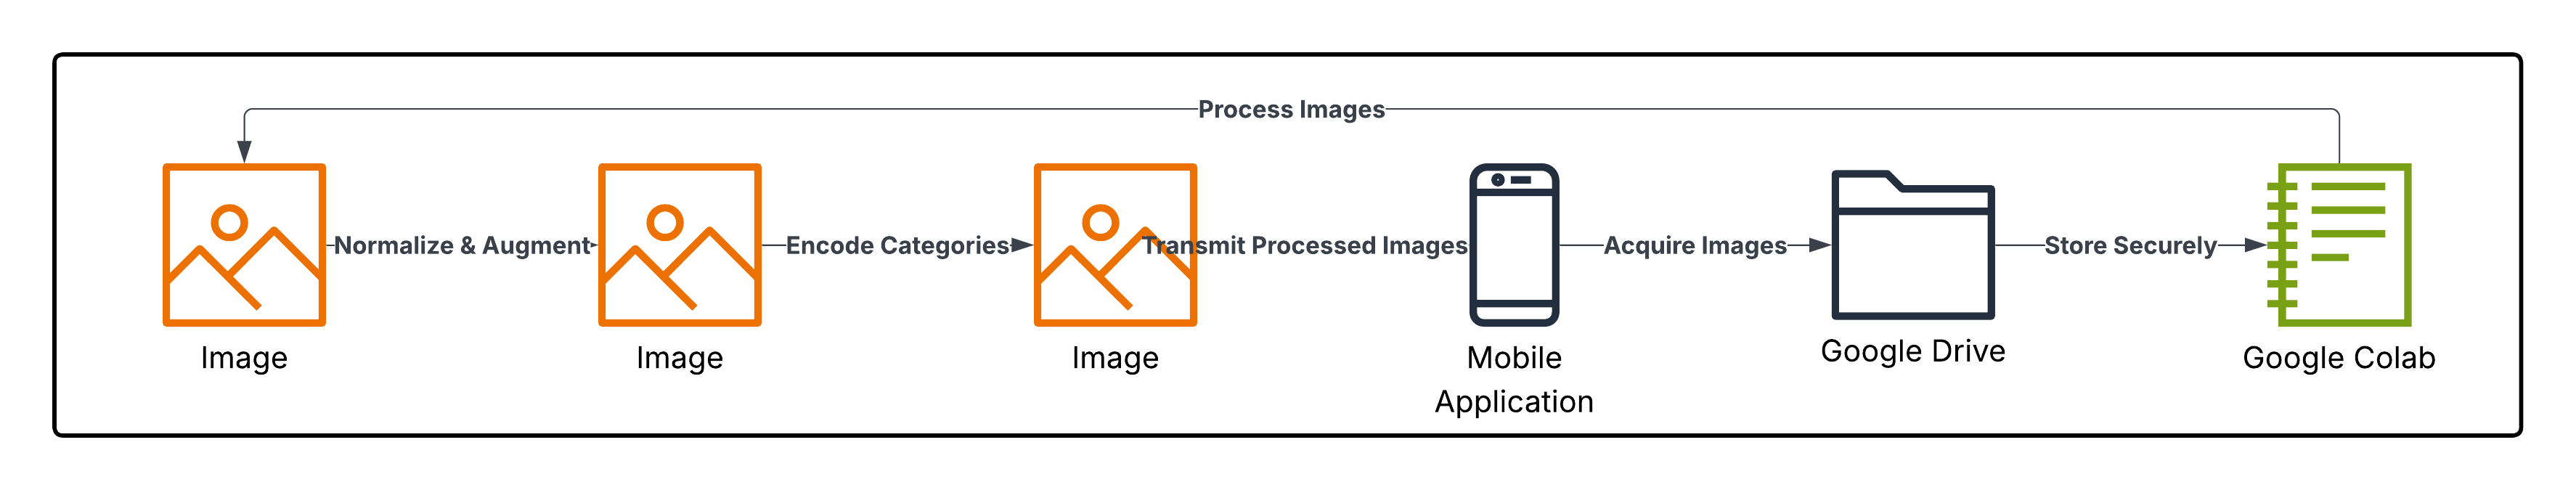 Process Images
Normalize & Augment
Encode Categories
Transmit Processed Images
Acquire Images
Store Securely
Image
Image
Image
Mobile
Application
Google Drive
Google Colab